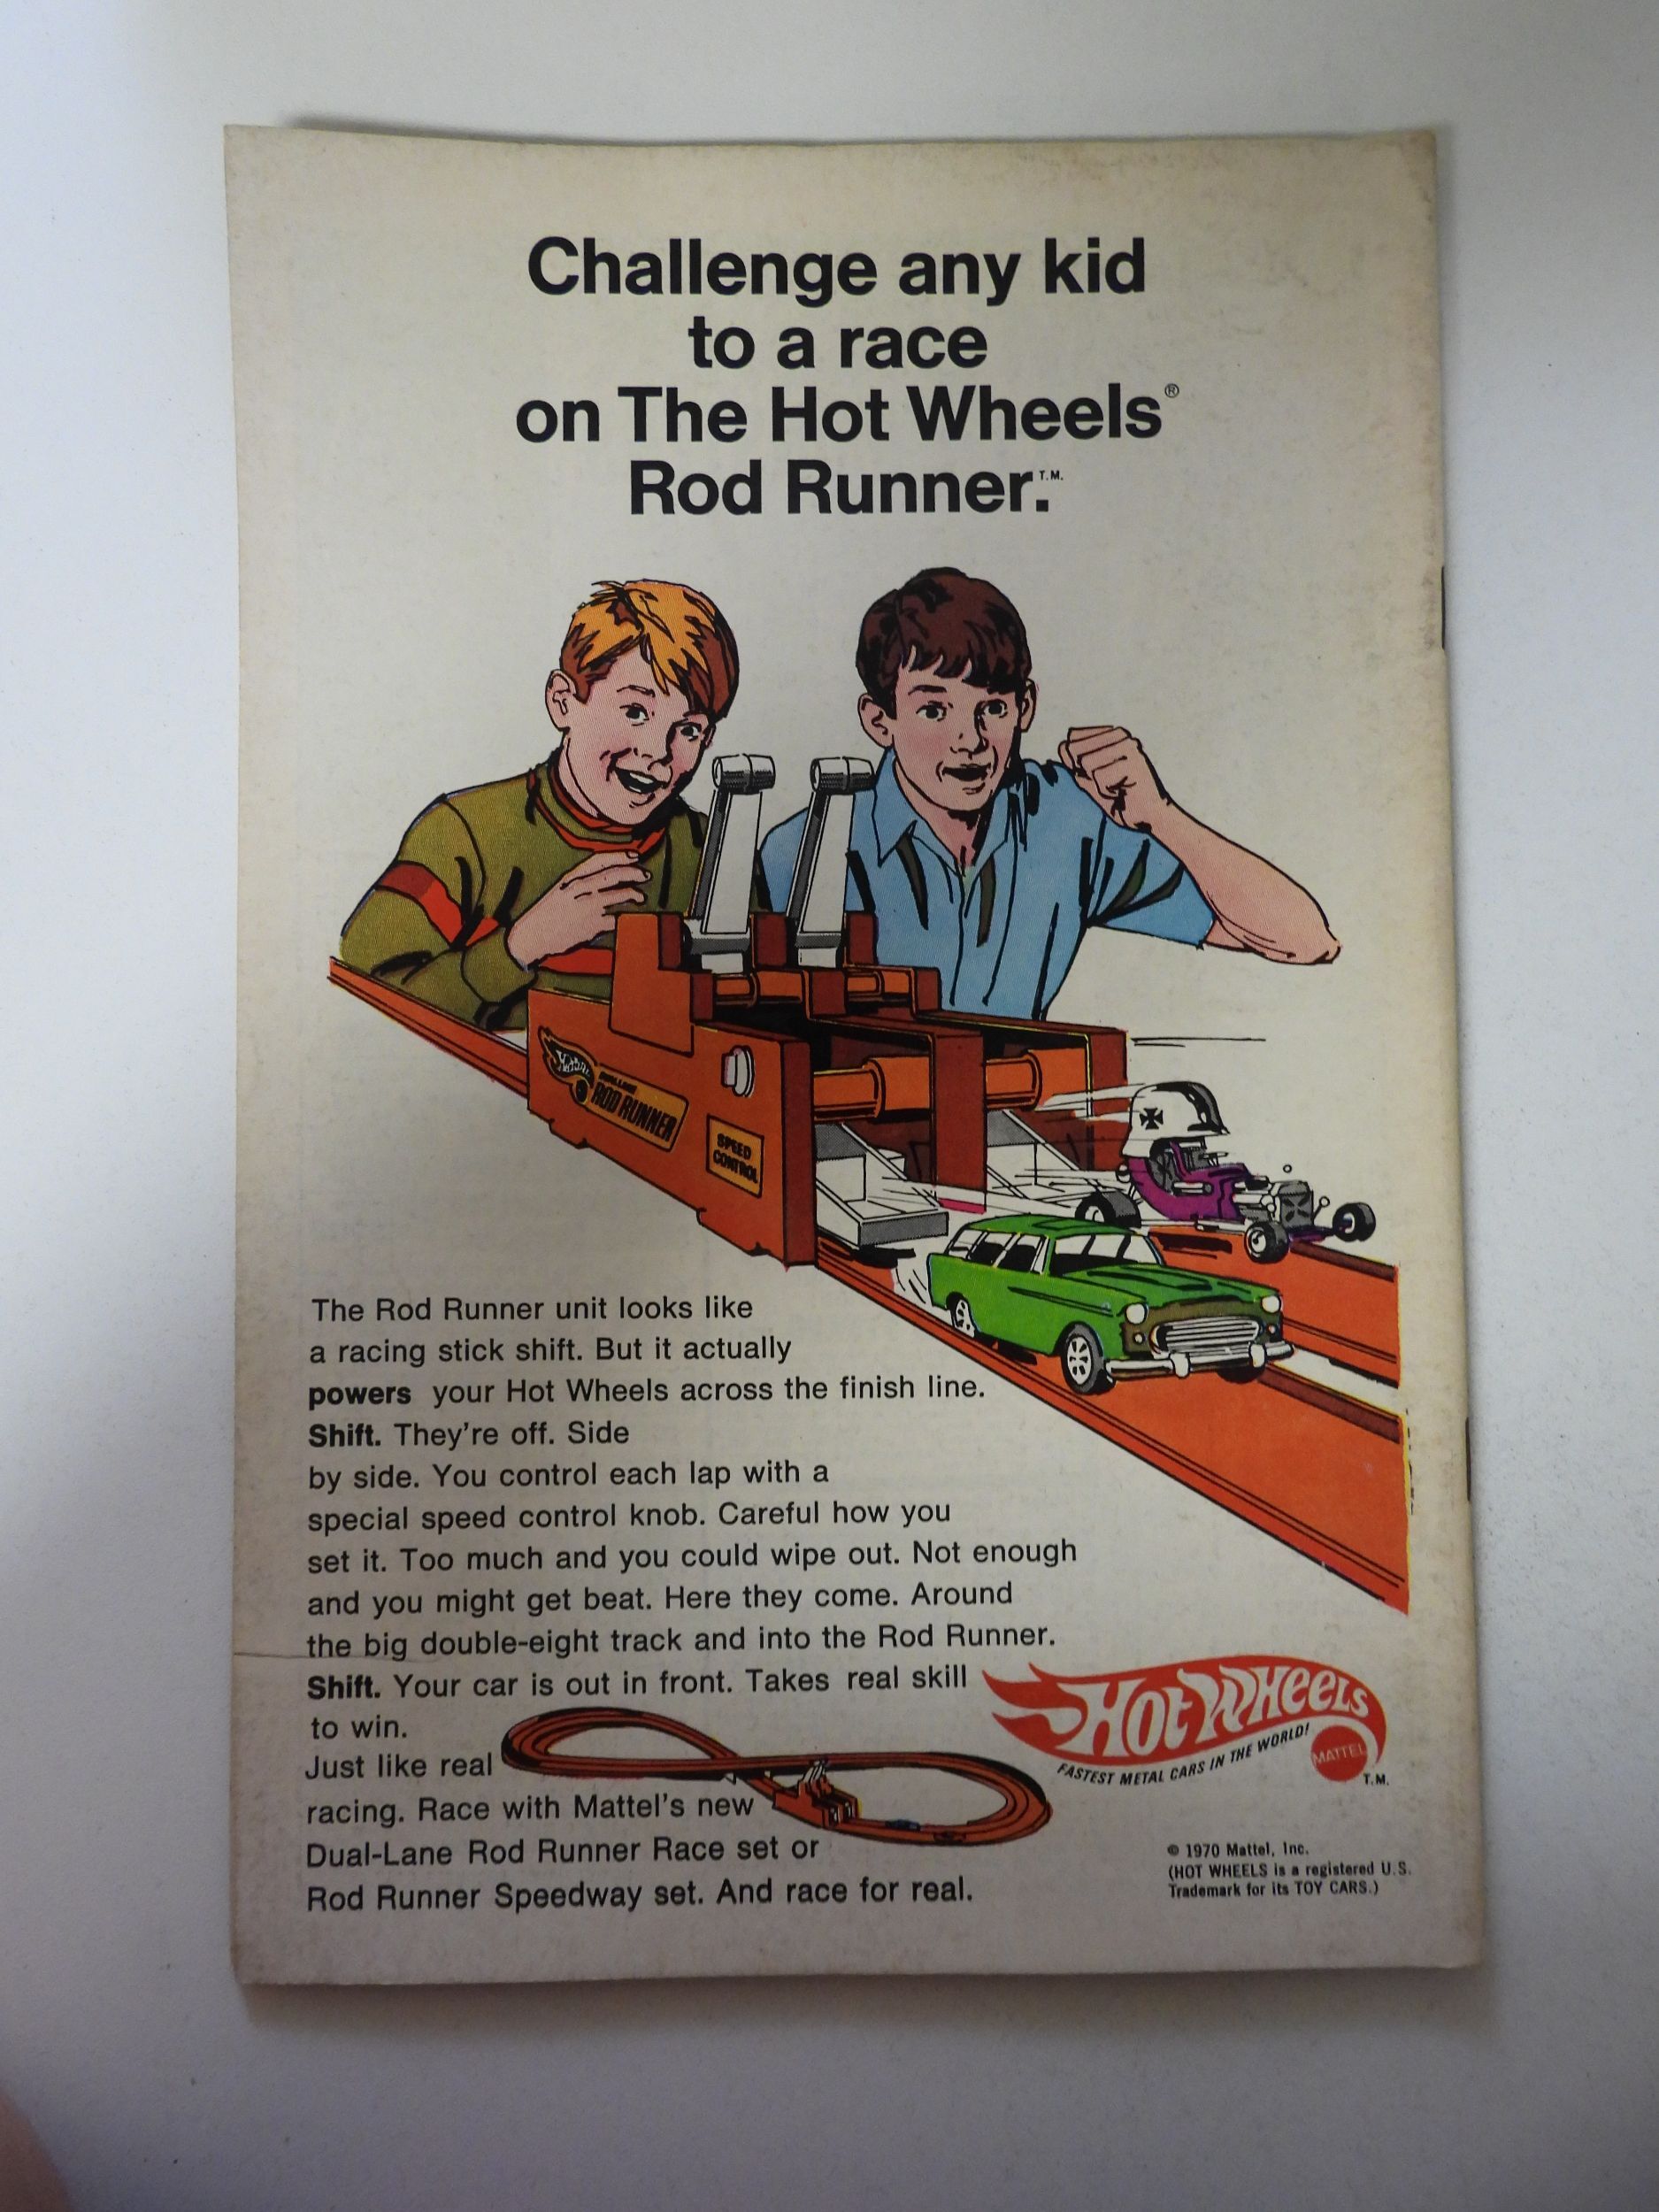 Challenge any kid
to a race
on The Hot Wheels®
Rod Runner.T.M.
ROD RUNNER
SPEED
CONTROL
The Rod Runner unit looks like
a racing stick shift. But it actually
powers your Hot Wheels across the finish line.
Shift. They're off. Side
by side. You control each lap with a
special speed control knob. Careful how you
set it. Too much and you could wipe out. Not enough
and you might get beat. Here they come. Around
the big double-eight track and into the Rod Runner.
Shift. Your car is out in front. Takes real skill
to win.
Just like real
racing. Race with Mattel's new
Dual-Lane Rod Runner Race set or
Rod Runner Speedway set. And race for real.
HOT WHEELS
FASTEST METAL CARS IN THE WORLD!
MATTEL
T.M.
© 1970 Mattel, Inc.
(HOT WHEELS is a registered U.S.
Trademark for its TOY CARS.)